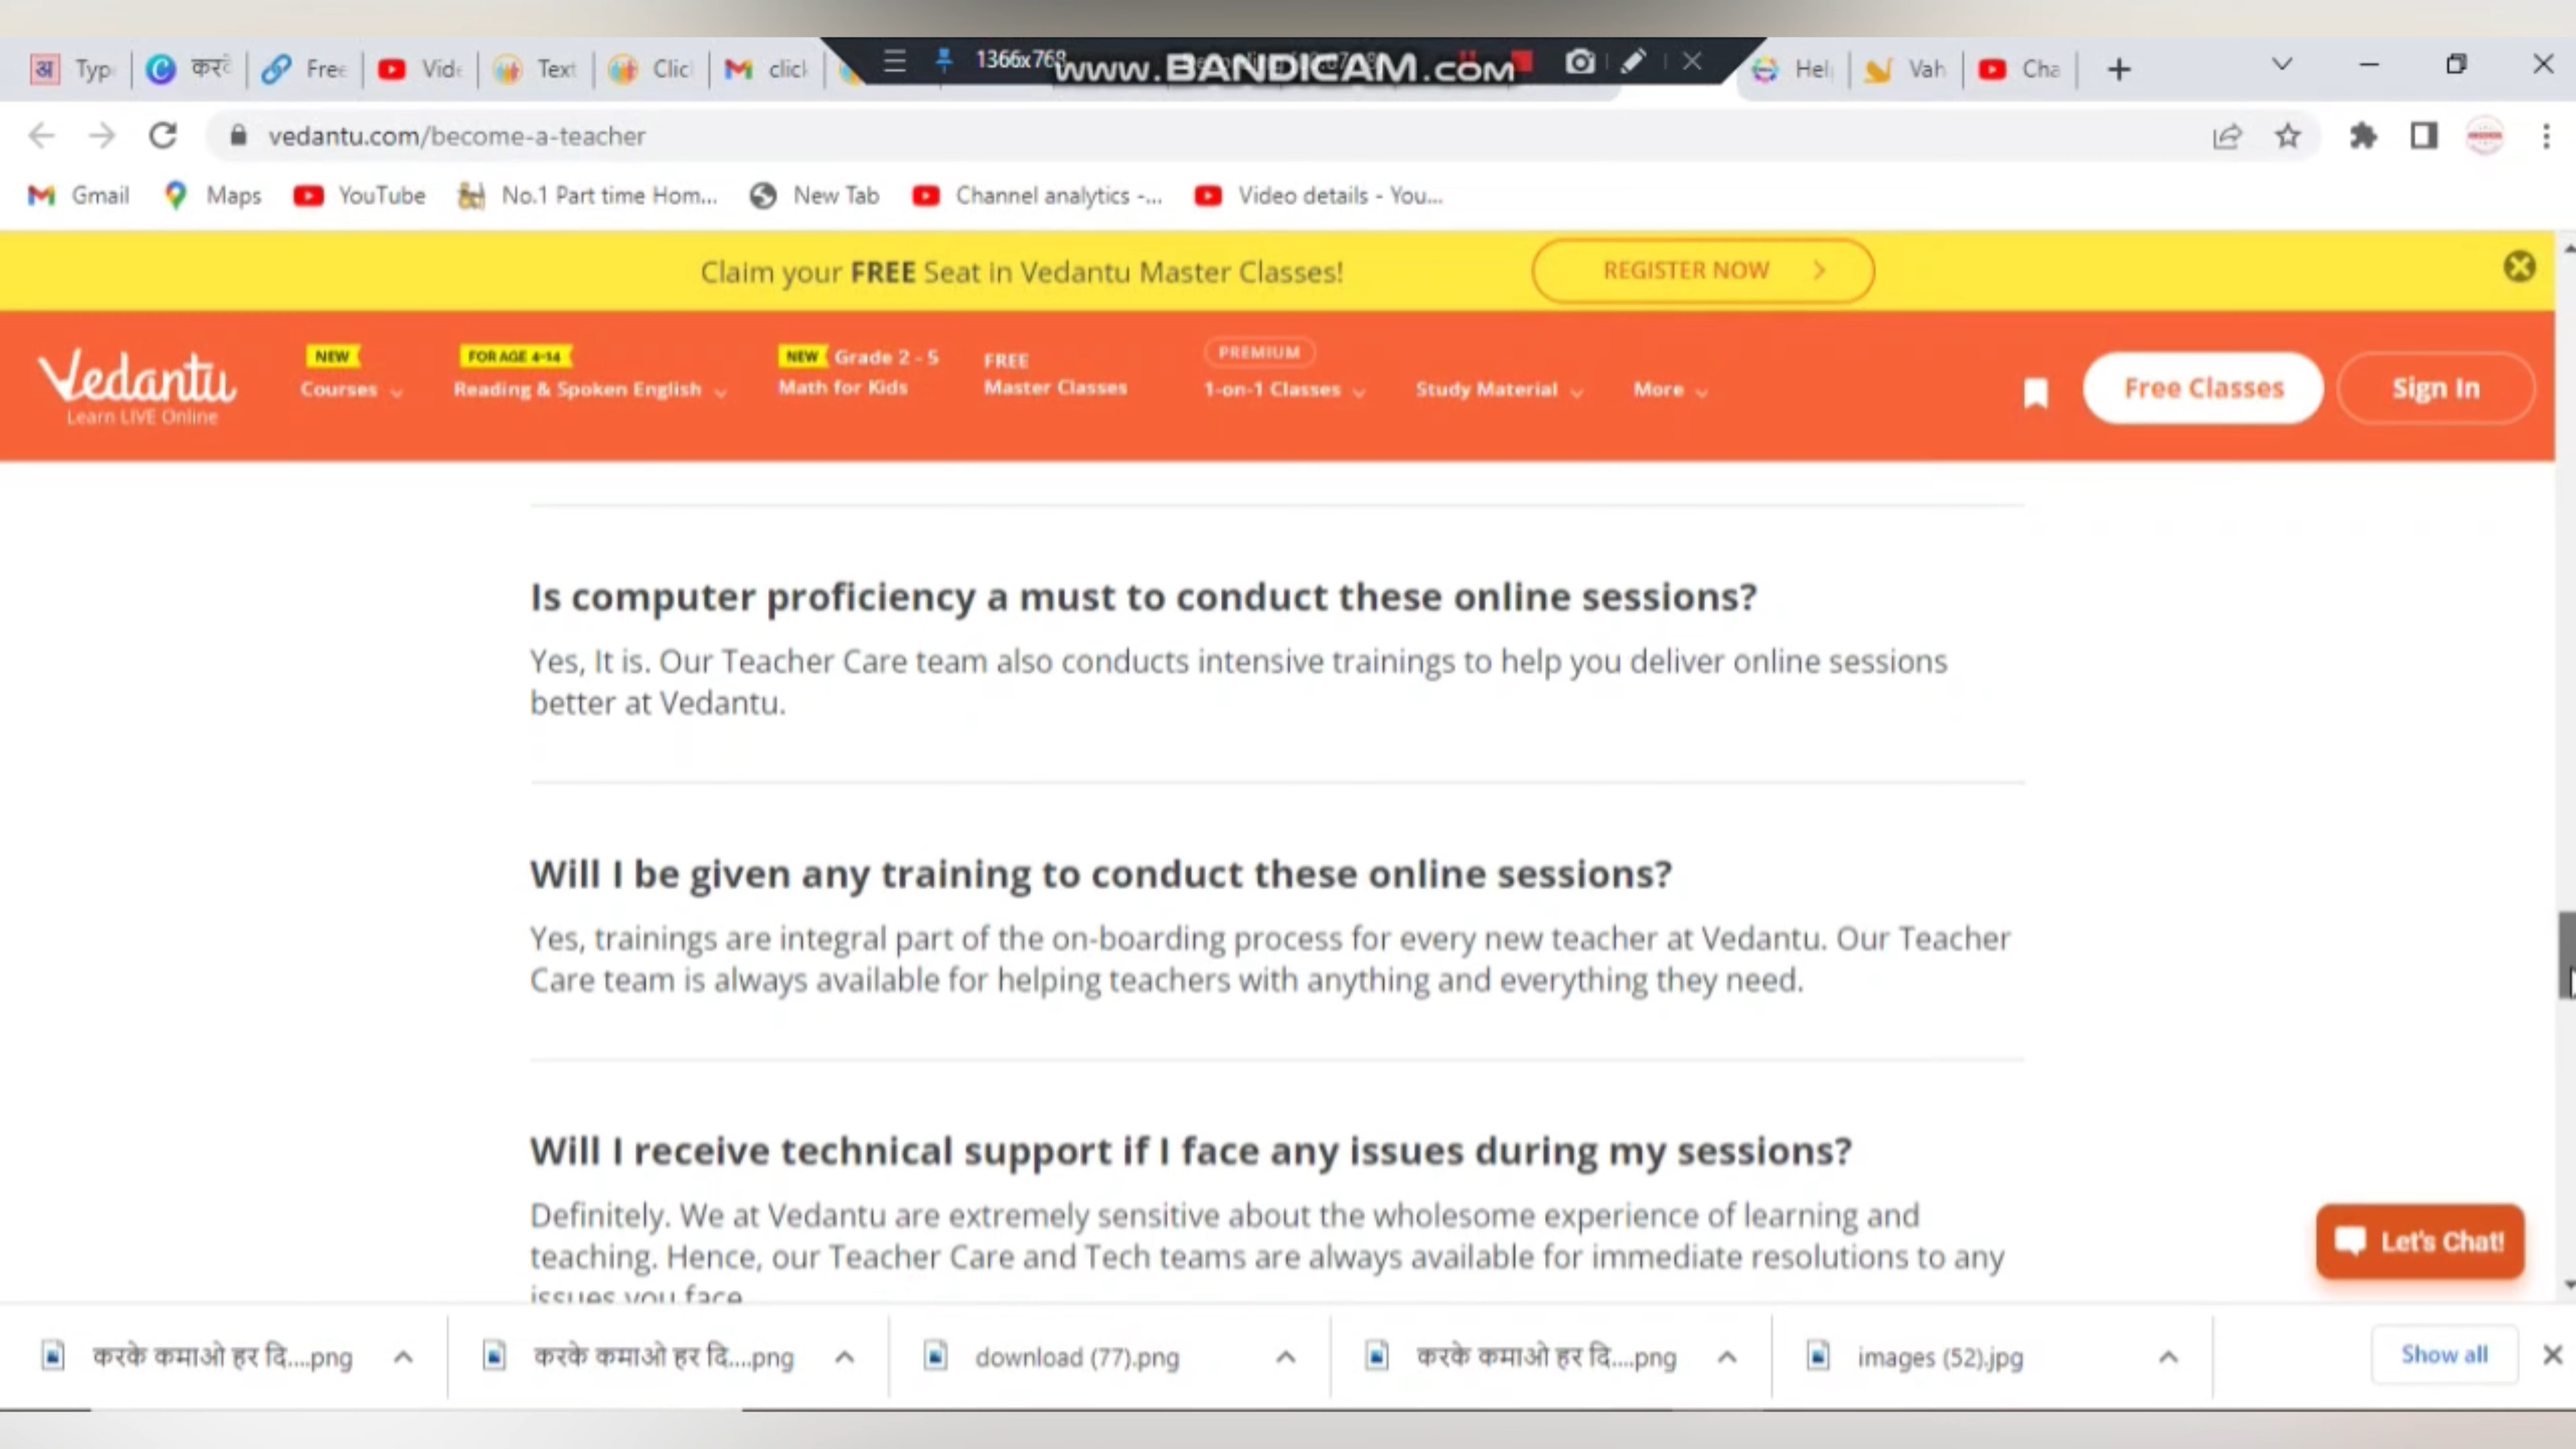 Typ
करवे
Free
Vide
Text
Clic
click
1366x768
www.BANDICAM.com
Hel
Vah
Cha
vedantu.com/become-a-teacher
Gmail
Maps
YouTube
No.1 Part time Hom...
New Tab
Channel analytics -...
Video details - You...
Claim your FREE Seat in Vedantu Master Classes!
REGISTER NOW
Vedantu
Learn LIVE Online
NEW
Courses
FOR AGE 4-14
Reading & Spoken English
NEW Grade 2 - 5
Math for Kids
FREE
Master Classes
PREMIUM
1-on-1 Classes
Study Material
More
Free Classes
Sign In
Is computer proficiency a must to conduct these online sessions?
Yes, It is. Our Teacher Care team also conducts intensive trainings to help you deliver online sessions
better at Vedantu.
Will I be given any training to conduct these online sessions?
Yes, trainings are integral part of the on-boarding process for every new teacher at Vedantu. Our Teacher
Care team is always available for helping teachers with anything and everything they need.
Will I receive technical support if I face any issues during my sessions?
Definitely. We at Vedantu are extremely sensitive about the wholesome experience of learning and
teaching. Hence, our Teacher Care and Tech teams are always available for immediate resolutions to any
issues you face
Let's Chat!
करके कमाओ हर दि....png
करके कमाओ हर दि....png
download (77).png
करके कमाओ हर दि....png
images (52).jpg
Show all